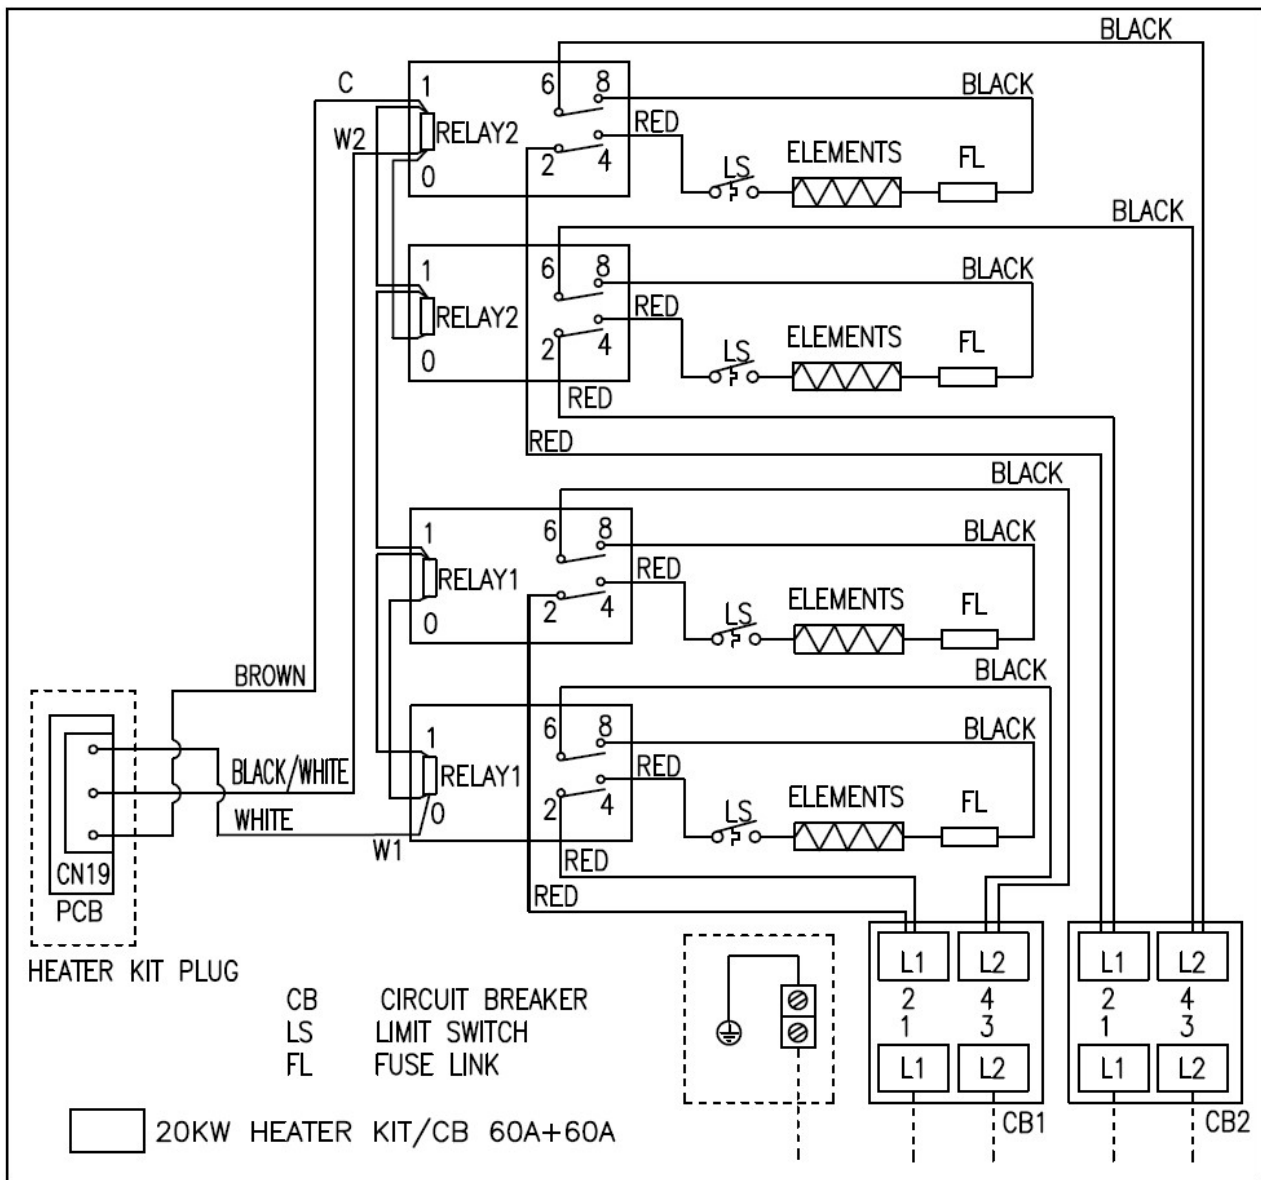 BLACK
C
1
6 8
BLACK
W2
RELAY2
RED
ELEMENTS
FL
LS
0
2 4
BLACK
1
6 8
BLACK
RELAY2
RED
ELEMENTS
FL
LS
0
2 4
RED
RED
BLACK
1
6 8
BLACK
RELAY1
RED
ELEMENTS
FL
LS
0
2 4
BROWN
BLACK
1
6 8
BLACK
BLACK/WHITE
RELAY1
RED
ELEMENTS
FL
LS
0
2 4
WHITE
W1
RED
CN19
RED
PCB
HEATER KIT PLUG
L1 L2 L1 L2
CB CIRCUIT BREAKER
2 4 2 4
LS LIMIT SWITCH
1 3 1 3
FL FUSE LINK
L1 L2 L1 L2
CB1 CB2
20KW HEATER KIT/CB 60A+60A